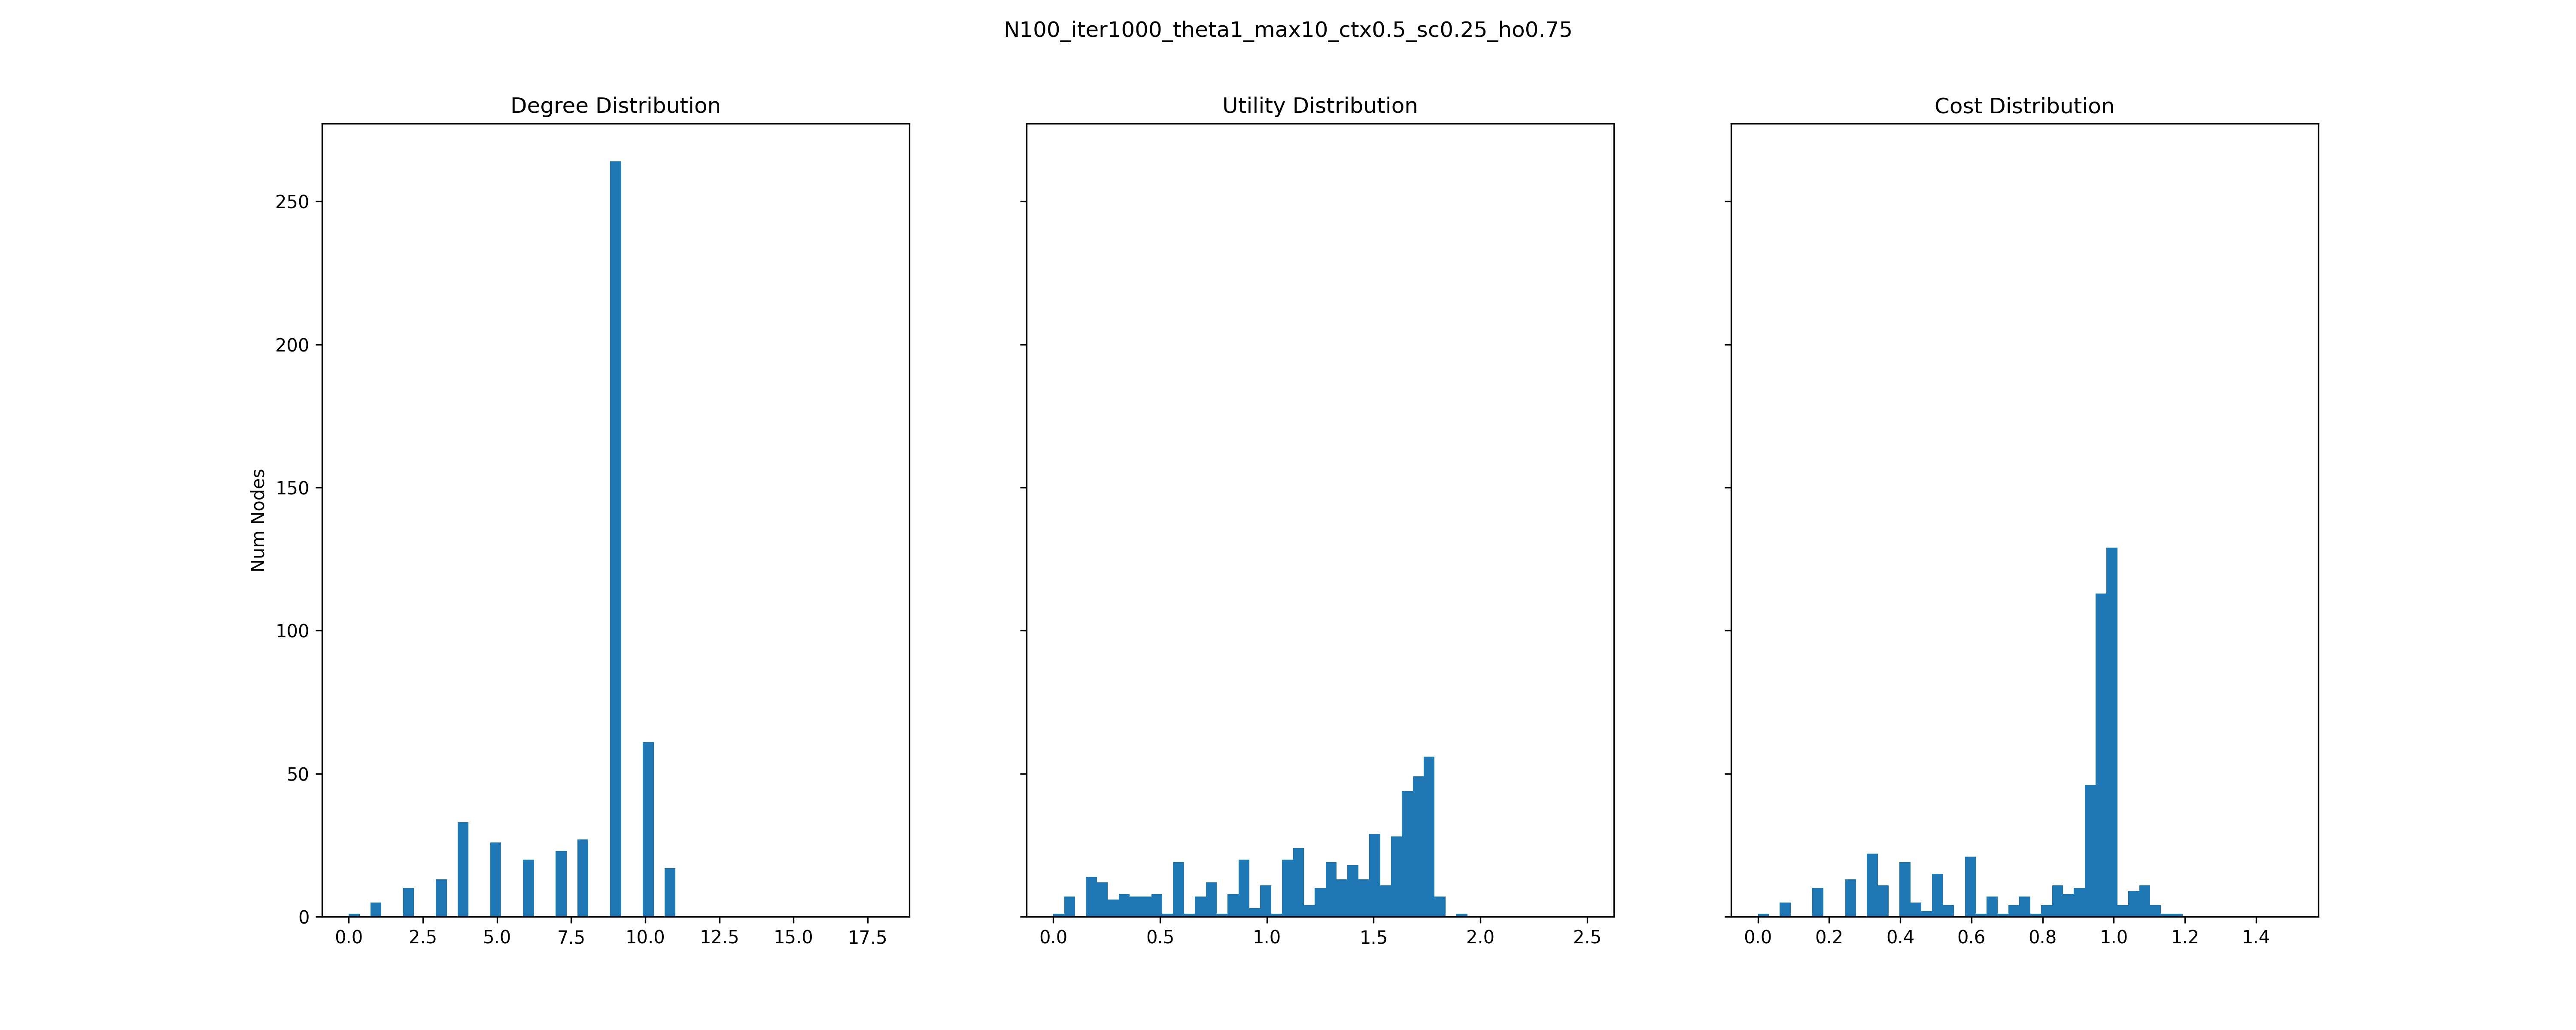 N100_iter1000_theta1_max10_ctx0.5_sc0.25_ho0.75
Degree Distribution
Utility Distribution
Cost Distribution
Num Nodes
250
200
150
100
50
0
0.0 2.5 5.0 7.5 10.0 12.5 15.0 17.5
0.0 0.5 1.0 1.5 2.0 2.5
0.0 0.2 0.4 0.6 0.8 1.0 1.2 1.4